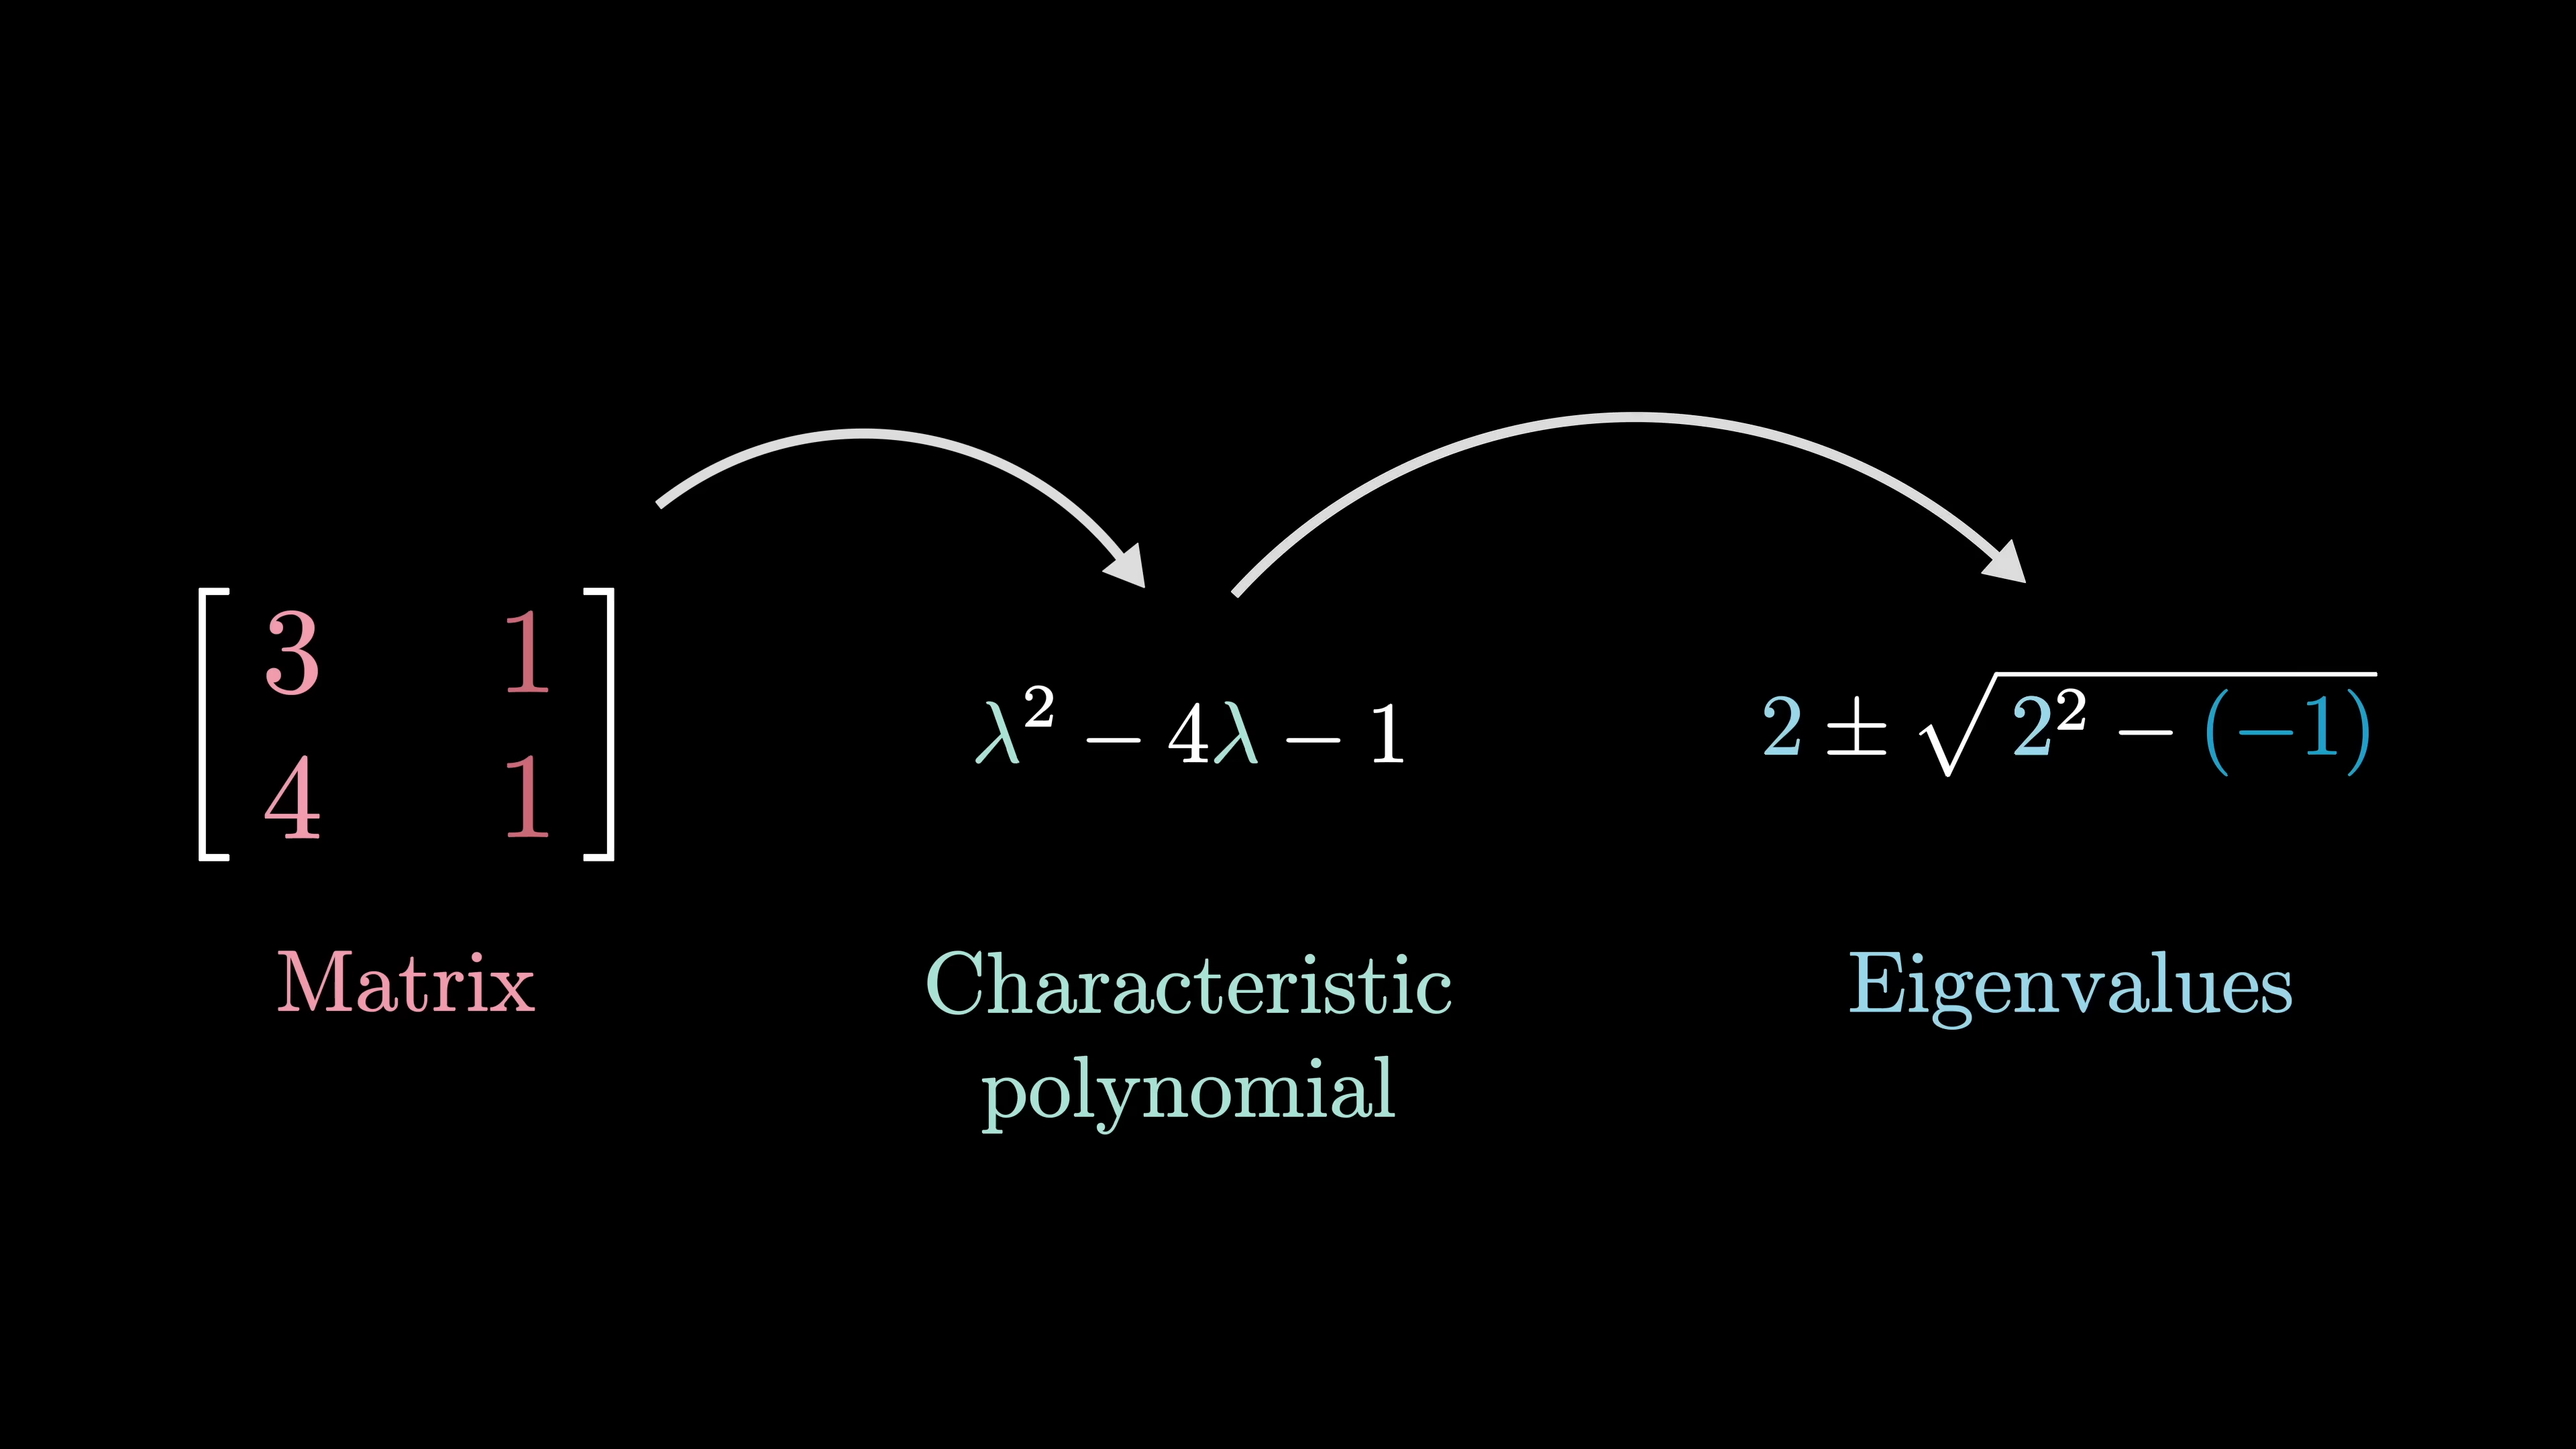 3 1
4 1
λ² − 4λ − 1
2 ± √2² − (−1)
Matrix
Characteristic
polynomial
Eigenvalues